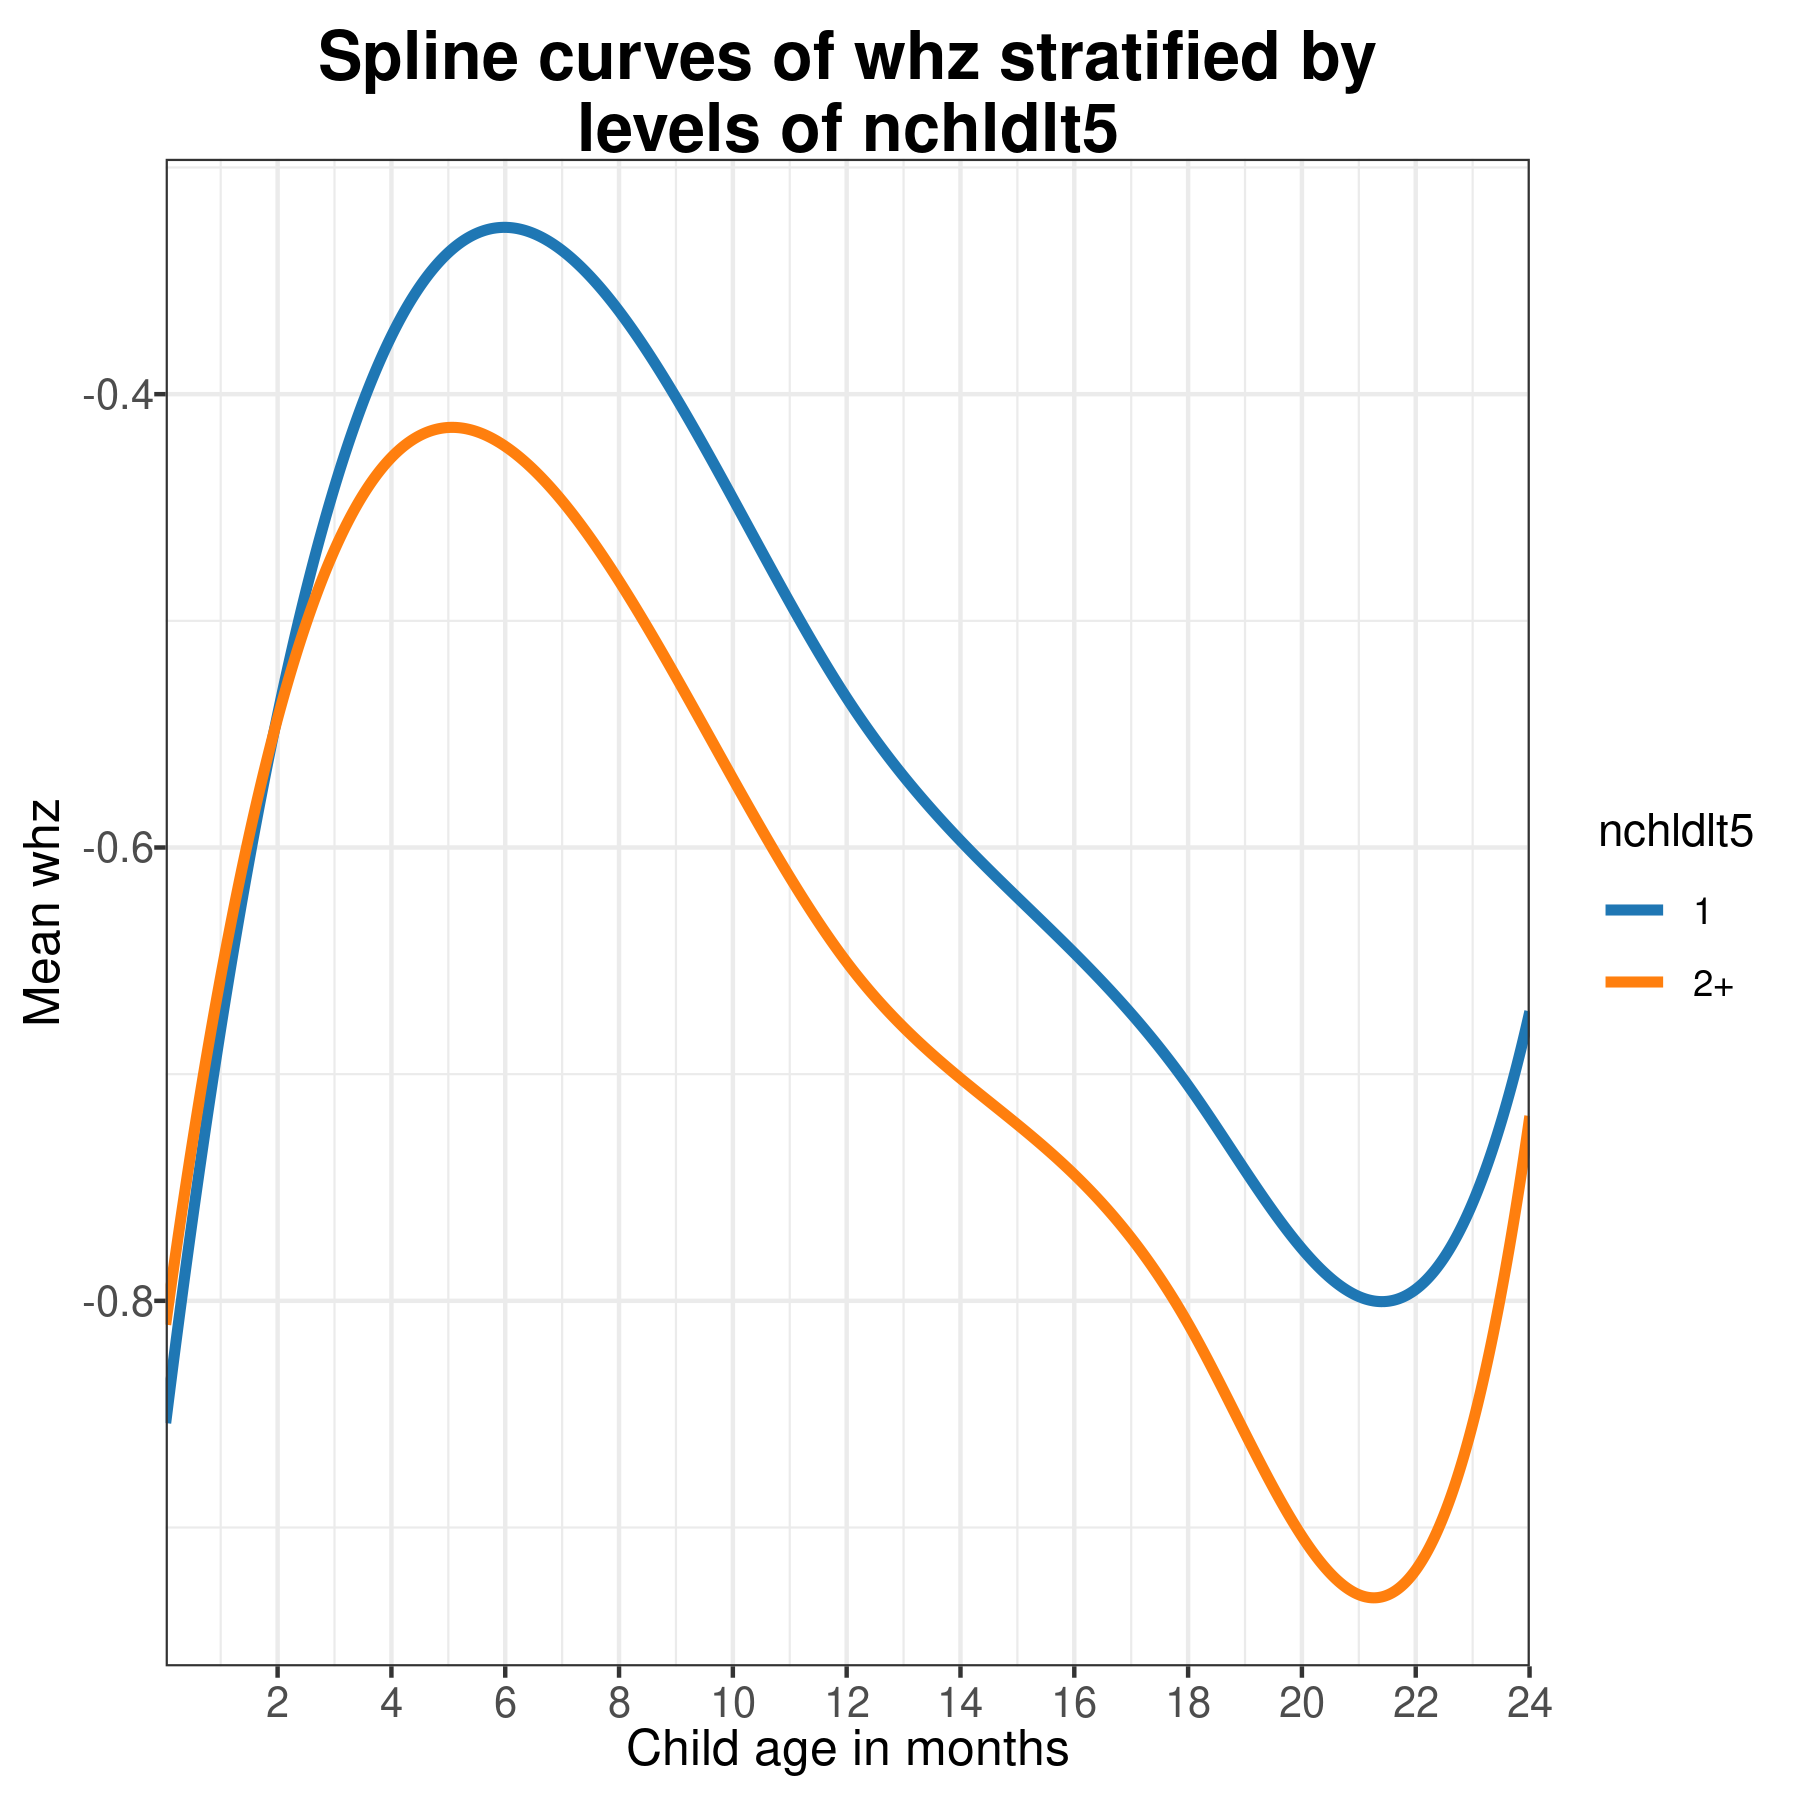 Spline curves of whz stratified by
levels of nchldlt5
Mean whz
-0.4
-0.6
-0.8
2 4 6 8 10 12 14 16 18 20 22 24
Child age in months
nchldlt5
1
2+